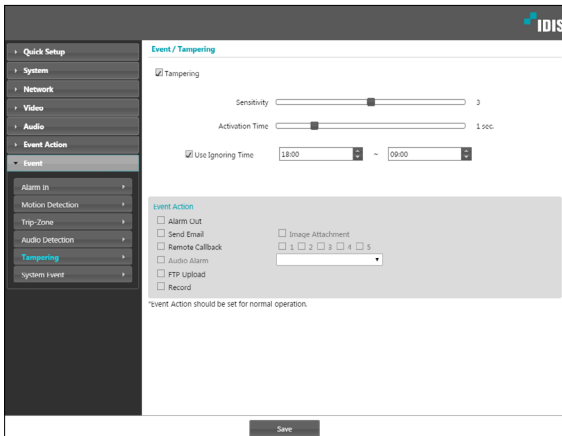 IDIS
Quick Setup
System
Network
Video
Audio
Event Action
Event
Alarm In
Motion Detection
Trip-Zone
Audio Detection
Tampering
System Event
Event / Tampering
Tampering
Sensitivity 3
Activation Time 1 sec.
Use Ignoring Time 18:00 ~ 09:00
Event Action
Alarm Out
Send Email Image Attachment
Remote Callback 1 2 3 4 5
Audio Alarm
FTP Upload
Record
*Event Action should be set for normal operation.
Save